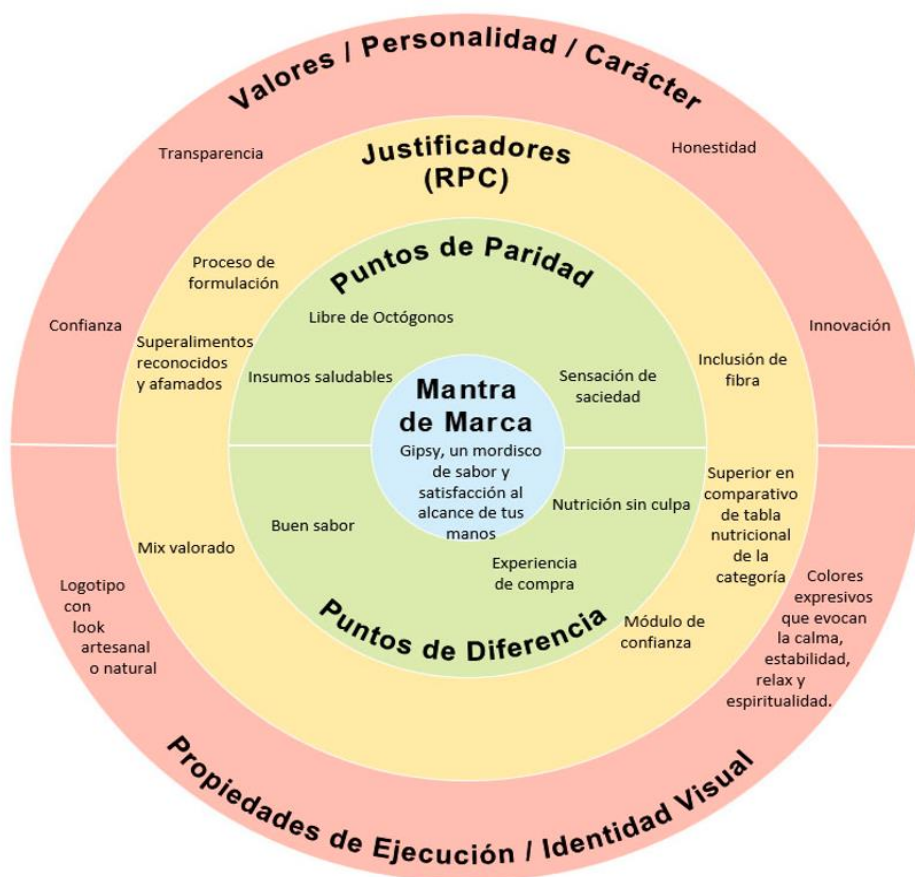 Valores / Personalidad / Carácter
Transparencia
Honestidad
Confianza
Innovación
Justificadores
(RPC)
Proceso de
formulación
Superalimentos
reconocidos
y afamados
Inclusión de
fibra
Puntos de Paridad
Libre de Octógonos
Insumos saludables
Sensación de
saciedad
Mantra
de Marca
Gipsy, un mordisco
de sabor y
satisfacción al
alcance de tus
manos
Buen sabor
Nutrición sin culpa
Experiencia
de compra
Puntos de Diferencia
Mix valorado
Superior en
comparativo
de tabla
nutricional
de la
categoría
Módulo de
confianza
Logotipo
con
look
artesanal
o natural
Colores
expresivos
que evocan
la calma,
estabilidad,
relax y
espiritualidad.
Propiedades de Ejecución / Identidad Visual